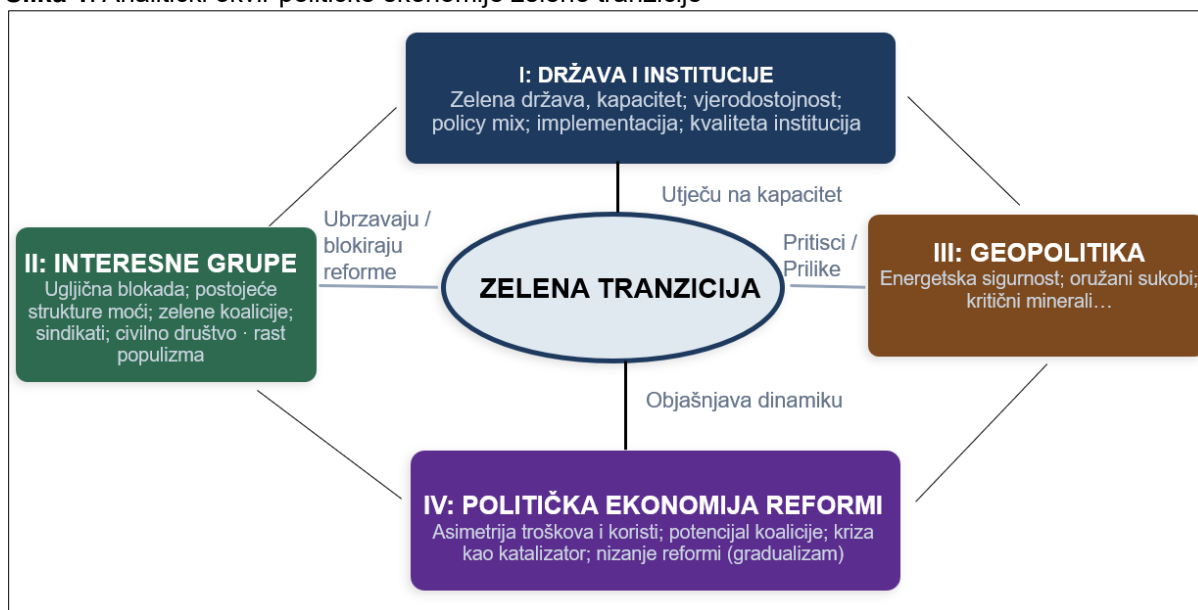 I: DRŽAVA I INSTITUCIJE
Zelena država, kapacitet; vjerodostojnost;
policy mix; implementacija; kvaliteta institucija
Utječu na kapacitet
Ubrzavaju /
blokiraju
reforme
II: INTERESNE GRUPE
Ugljična blokada; postojeće
strukture moći; zelene koalicije;
sindikati; civilno društvo · rast
populizma
ZELENA TRANZICIJA
Pritisci /
Prilike
III: GEOPOLITIKA
Energetska sigurnost; oružani sukobi;
kritični minerali…
Objašnjava dinamiku
IV: POLITIČKA EKONOMIJA REFORMI
Asimetrija troškova i koristi; potencijal koalicije; kriza
kao katalizator; nizanje reformi (gradualizam)